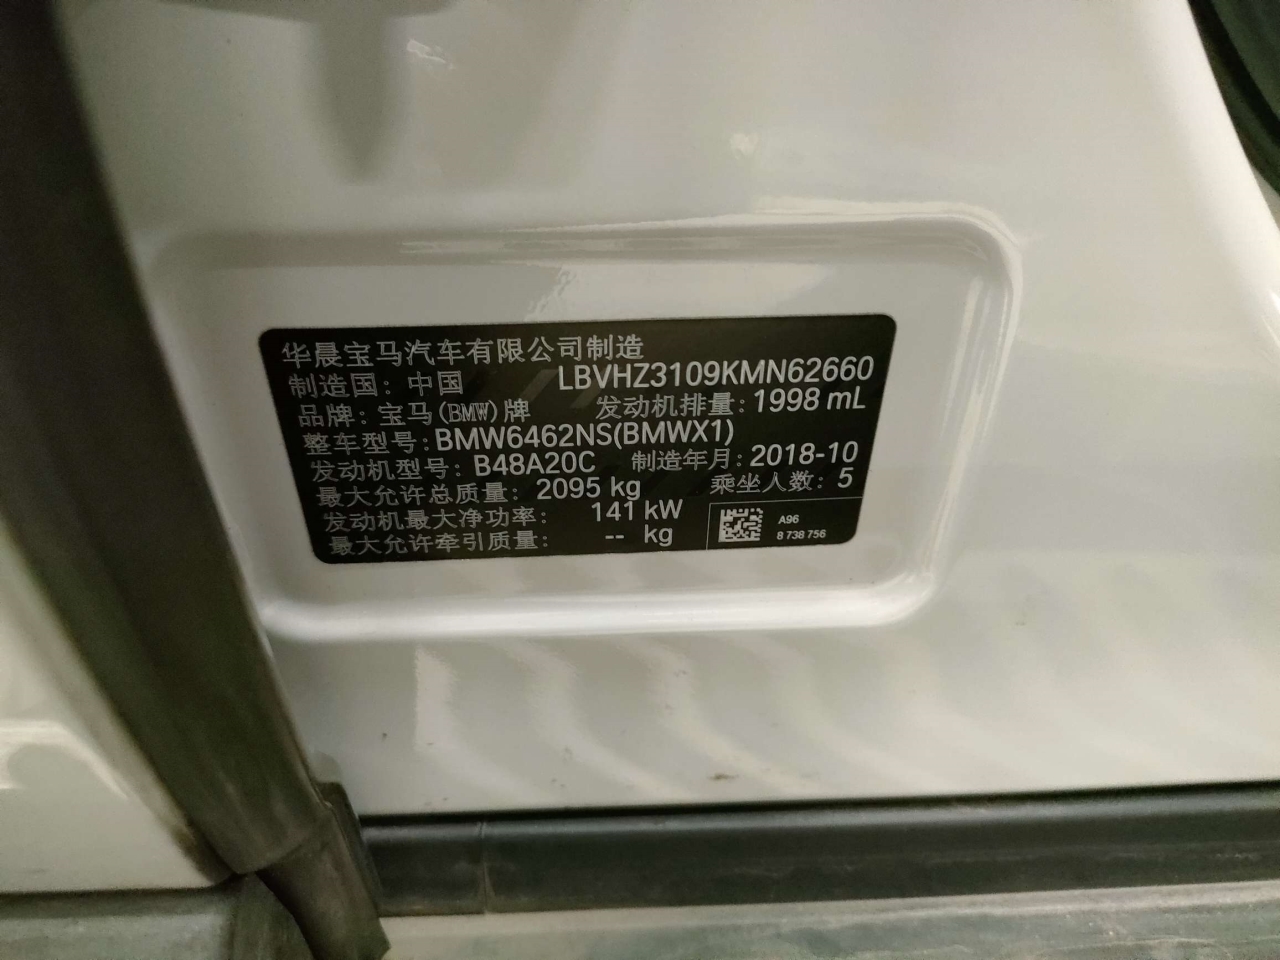 华晨宝马汽车有限公司制造
制造国: 中国 LBVHZ3109KMN62660
品牌: 宝马(BMW)牌 发动机排量: 1998 mL
整车型号: BMW6462NS(BMWX1)
发动机型号: B48A20C 制造年月: 2018-10
最大允许总质量: 2095 kg 乘坐人数: 5
发动机最大净功率: 141 kW
最大允许牵引质量: -- kg
A96
8 738 756